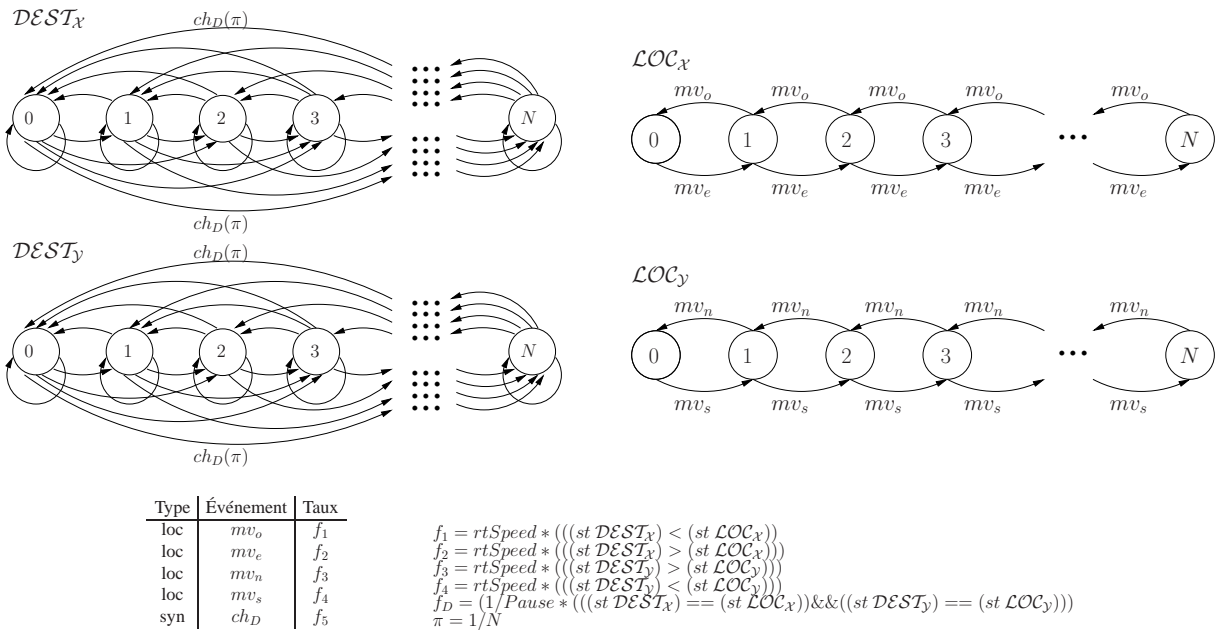 DEST_X
ch_D(π)
0 1 2 3 N
ch_D(π)
LOC_X
mv_o mv_o mv_o mv_o mv_o
0 1 2 3 N
mv_e mv_e mv_e mv_e mv_e
DEST_Y
ch_D(π)
0 1 2 3 N
ch_D(π)
LOC_Y
mv_n mv_n mv_n mv_n mv_n
0 1 2 3 N
mv_s mv_s mv_s mv_s mv_s
Type Événement Taux
loc mv_o f_1
loc mv_e f_2
loc mv_n f_3
loc mv_s f_4
syn ch_D f_5
f_1 = rtSpeed * (((st DEST_X) < (st LOC_X))
f_2 = rtSpeed * (((st DEST_X) > (st LOC_X)))
f_3 = rtSpeed * (((st DEST_Y) > (st LOC_Y)))
f_4 = rtSpeed * (((st DEST_Y) < (st LOC_Y)))
f_D = (1/Pause * (((st DEST_X) == (st LOC_X))&&((st DEST_Y) == (st LOC_Y)))
π = 1/N